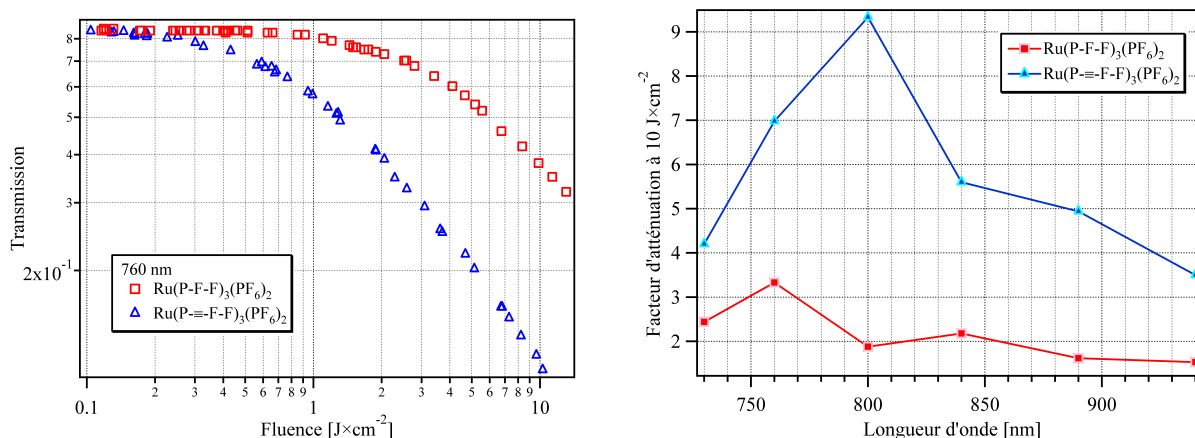 Transmission
8
7
6
5
4
3
2x10⁻¹
760 nm
Ru(P-F-F)₃(PF₆)₂
Ru(P-≡-F-F)₃(PF₆)₂
0.1 2 3 4 5 6 7 8 9 1 2 3 4 5 6 7 8 9 10
Fluence [J×cm⁻²]
Facteur d'atténuation à 10 J×cm⁻²
9
8
7
6
5
4
3
2
Ru(P-F-F)₃(PF₆)₂
Ru(P-≡-F-F)₃(PF₆)₂
750 800 850 900
Longueur d'onde [nm]